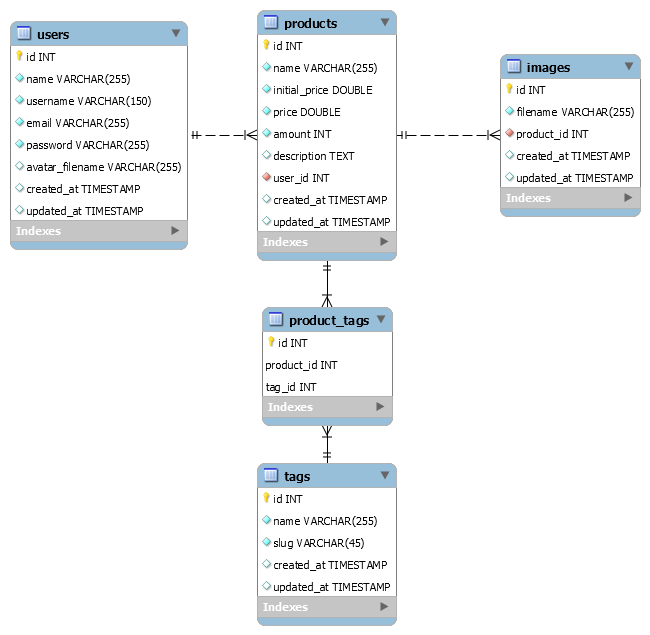 users
id INT
name VARCHAR(255)
username VARCHAR(150)
email VARCHAR(255)
password VARCHAR(255)
avatar_filename VARCHAR(255)
created_at TIMESTAMP
updated_at TIMESTAMP
Indexes
products
id INT
name VARCHAR(255)
initial_price DOUBLE
price DOUBLE
amount INT
description TEXT
user_id INT
created_at TIMESTAMP
updated_at TIMESTAMP
Indexes
images
id INT
filename VARCHAR(255)
product_id INT
created_at TIMESTAMP
updated_at TIMESTAMP
Indexes
product_tags
id INT
product_id INT
tag_id INT
Indexes
tags
id INT
name VARCHAR(255)
slug VARCHAR(45)
created_at TIMESTAMP
updated_at TIMESTAMP
Indexes